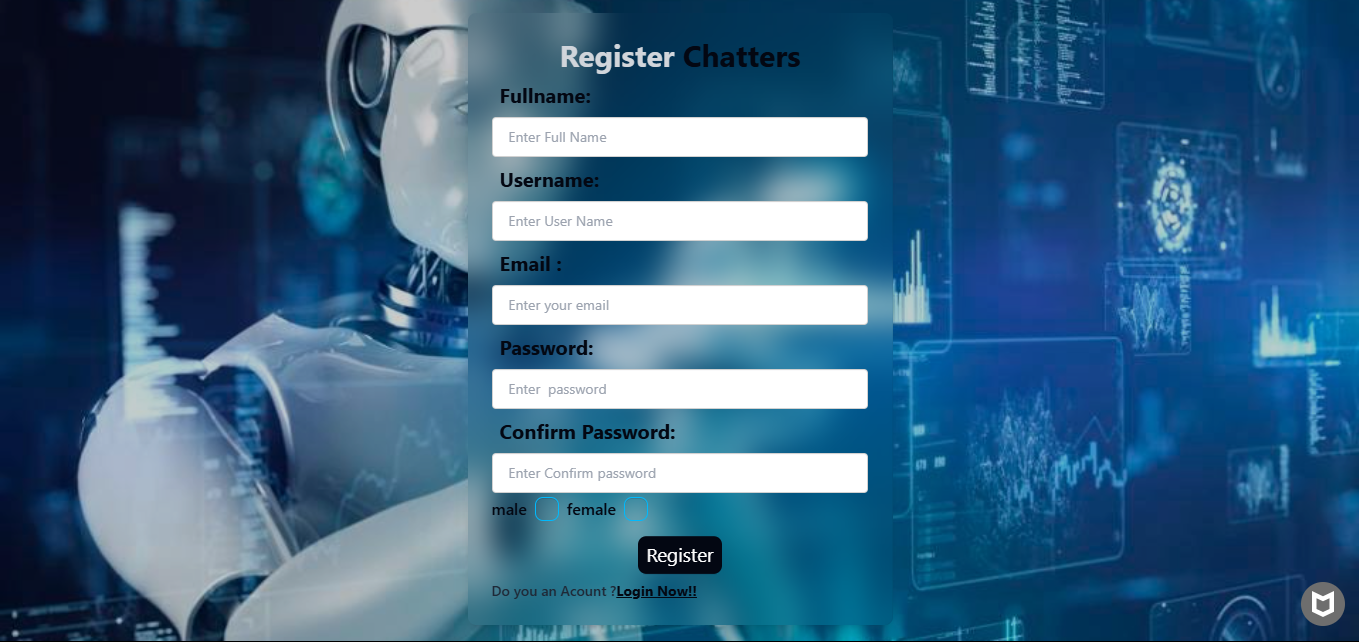 Register Chatters
Fullname:
Enter Full Name
Username:
Enter User Name
Email :
Enter your email
Password:
Enter  password
Confirm Password:
Enter Confirm password
male female
Register
Do you an Acount ?Login Now!!